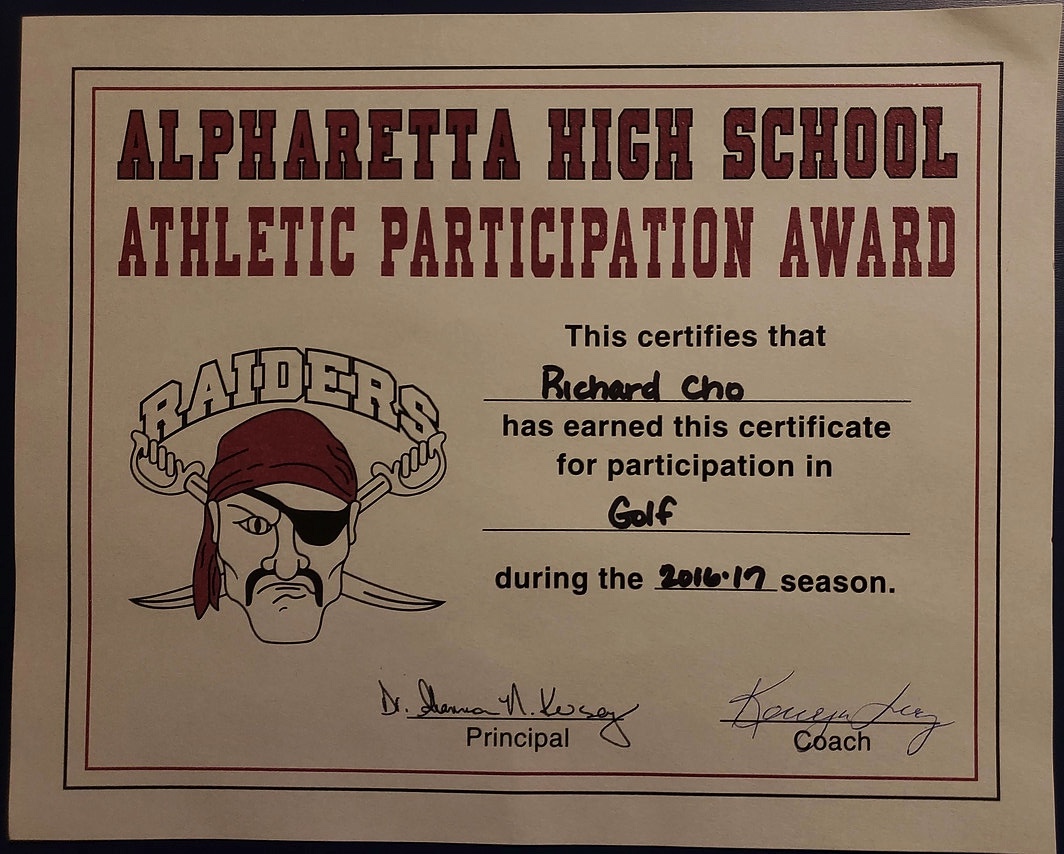 ALPHARETTA HIGH SCHOOL
ATHLETIC PARTICIPATION AWARD
RAIDERS
This certifies that
Richard Cho
has earned this certificate
for participation in
Golf
during the 2016-17 season.
Dr. Shannon N. Kersey
Principal
Coach